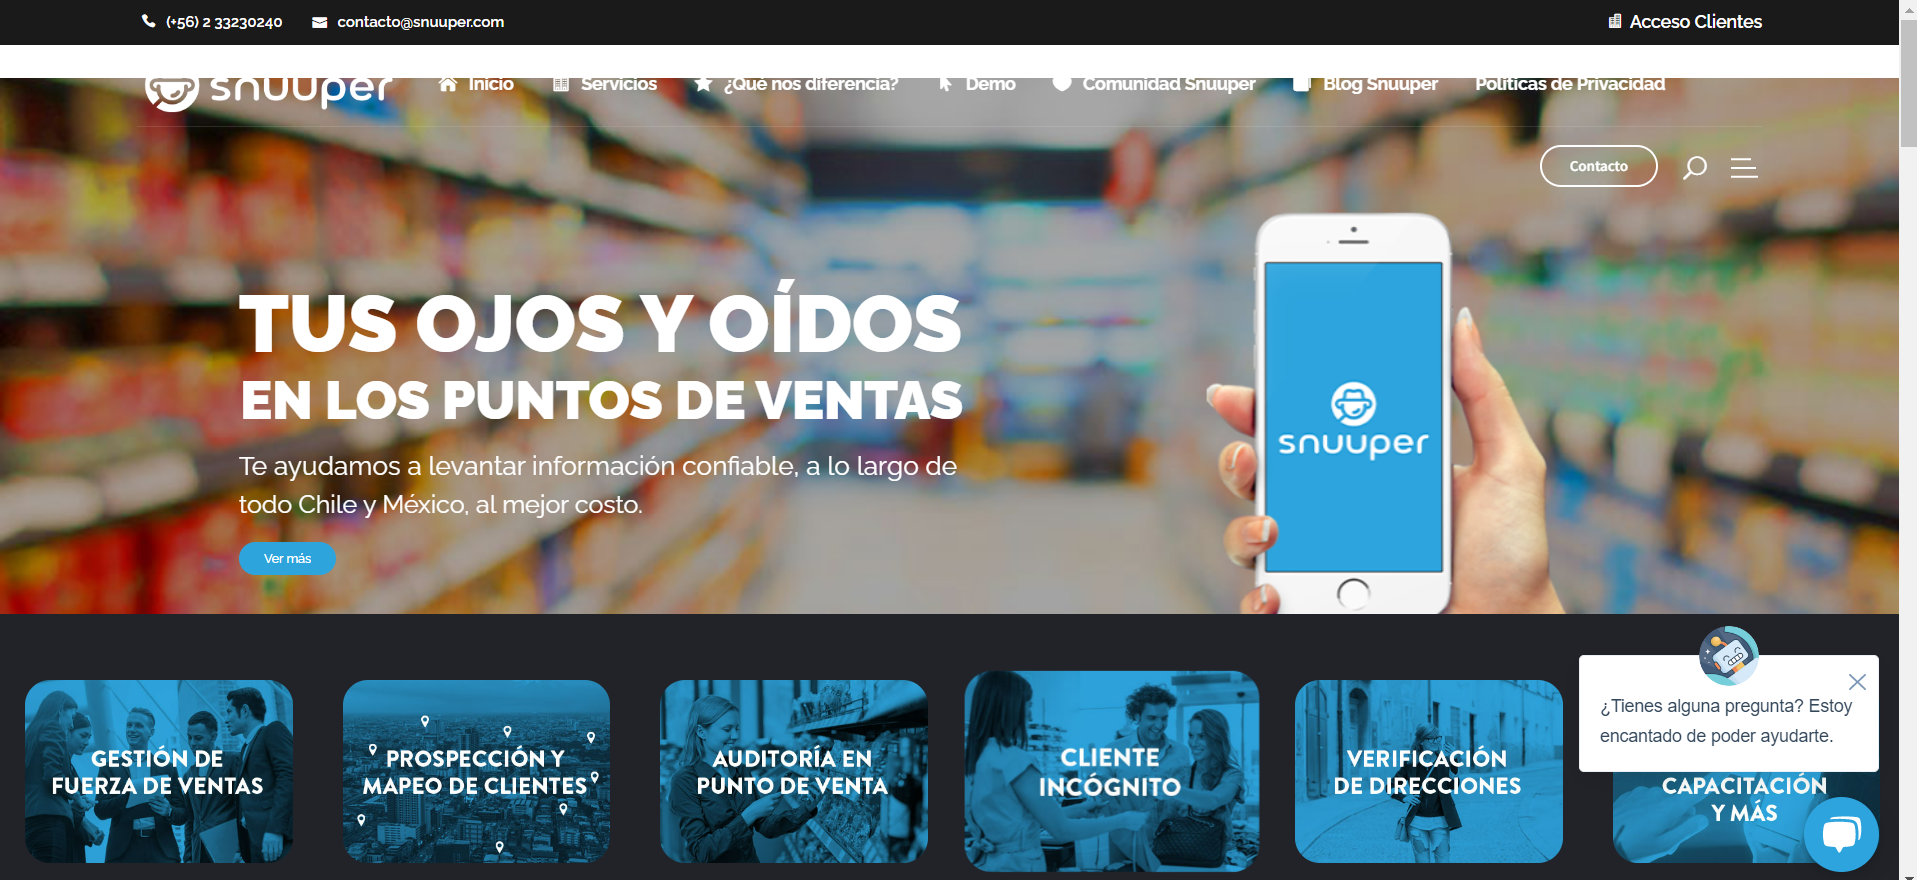 (+56) 2 33230240
contacto@snuuper.com
Acceso Clientes
snuuper
Inicio
Servicios
¿Qué nos diferencia?
Demo
Comunidad Snuuper
Blog Snuuper
Políticas de Privacidad
Contacto
TUS OJOS Y OÍDOS
EN LOS PUNTOS DE VENTAS
Te ayudamos a levantar información confiable, a lo largo de
todo Chile y México, al mejor costo.
Ver más
snuuper
GESTIÓN DE
FUERZA DE VENTAS
PROSPECCIÓN Y
MAPEO DE CLIENTES
AUDITORÍA EN
PUNTO DE VENTA
CLIENTE
INCÓGNITO
VERIFICACIÓN
DE DIRECCIONES
¿Tienes alguna pregunta? Estoy
encantado de poder ayudarte.
CAPACITACIÓN
Y MÁS